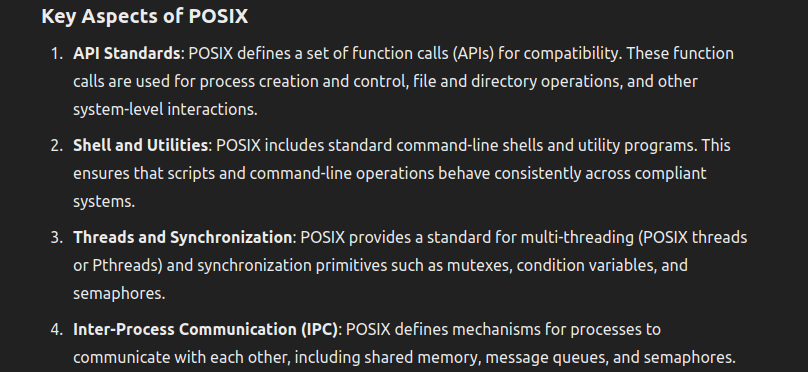 Key Aspects of POSIX
1. API Standards: POSIX defines a set of function calls (APIs) for compatibility. These function
calls are used for process creation and control, file and directory operations, and other
system-level interactions.
2. Shell and Utilities: POSIX includes standard command-line shells and utility programs. This
ensures that scripts and command-line operations behave consistently across compliant
systems.
3. Threads and Synchronization: POSIX provides a standard for multi-threading (POSIX threads
or Pthreads) and synchronization primitives such as mutexes, condition variables, and
semaphores.
4. Inter-Process Communication (IPC): POSIX defines mechanisms for processes to
communicate with each other, including shared memory, message queues, and semaphores.